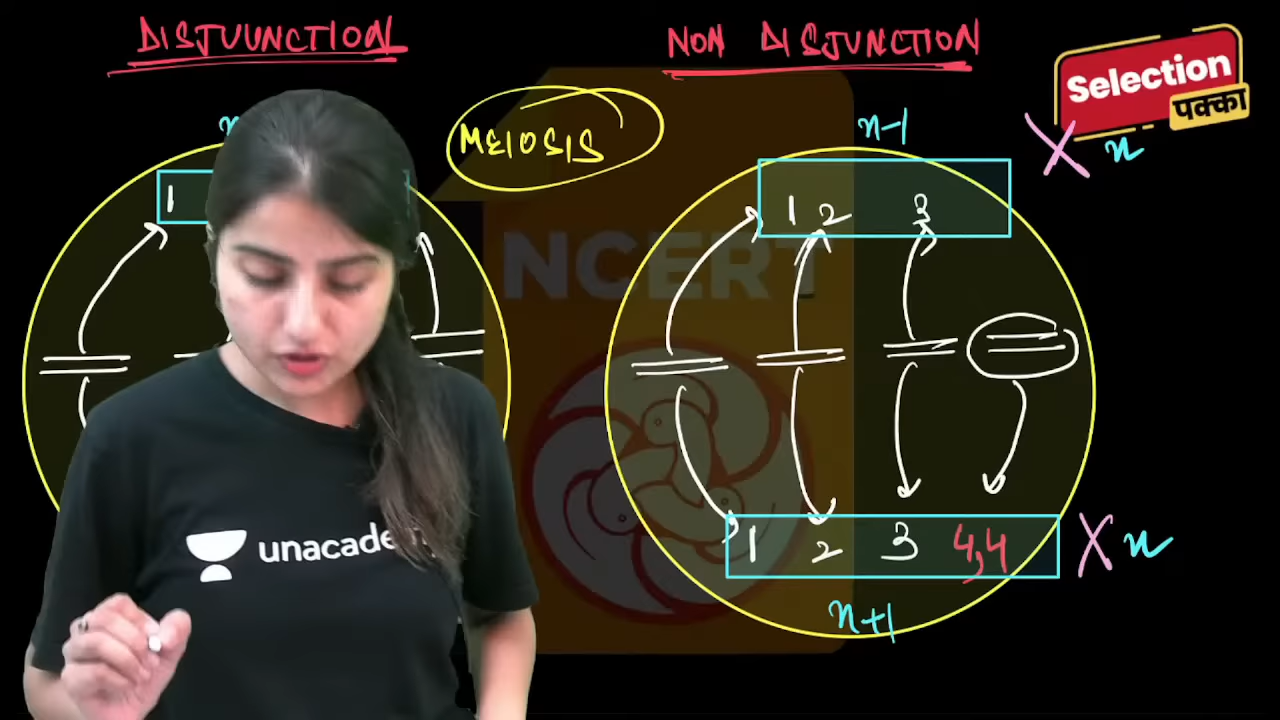 DISJUUNCTION
NON DISJUNCTION
Selection
पक्का
MEIOSIS
n
n-1
X n
1
1 2 3
NCERT
unacade
1 2 3 4,4
X n
n+1